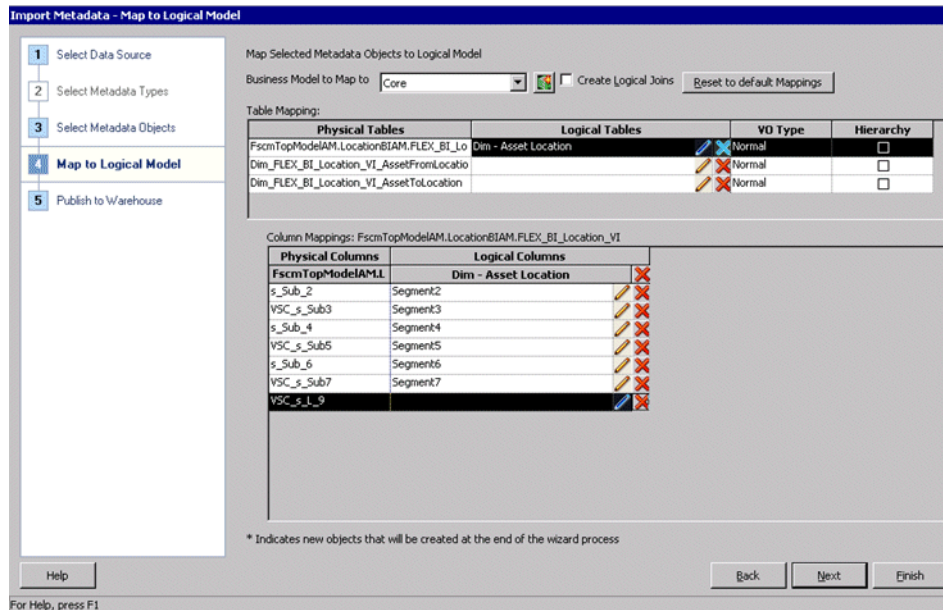 Import Metadata - Map to Logical Model
1 Select Data Source
2 Select Metadata Types
3 Select Metadata Objects
4 Map to Logical Model
5 Publish to Warehouse
Map Selected Metadata Objects to Logical Model
Business Model to Map to Core Create Logical Joins Reset to default Mappings
Table Mapping:
Physical Tables Logical Tables VO Type Hierarchy
FscmTopModelAM.LocationBIAM.FLEX_BI_Lo Dim - Asset Location Normal
Dim_FLEX_BI_Location_VI_AssetFromLocatio Normal
Dim_FLEX_BI_Location_VI_AssetToLocation Normal
Column Mappings: FscmTopModelAM.LocationBIAM.FLEX_BI_Location_VI
Physical Columns Logical Columns
FscmTopModelAM.L Dim - Asset Location
s_Sub_2 Segment2
VSC_s_Sub3 Segment3
s_Sub_4 Segment4
VSC_s_Sub5 Segment5
s_Sub_6 Segment6
VSC_s_Sub7 Segment7
VSC_s_L_9
* Indicates new objects that will be created at the end of the wizard process
Help Back Next Finish
For Help, press F1